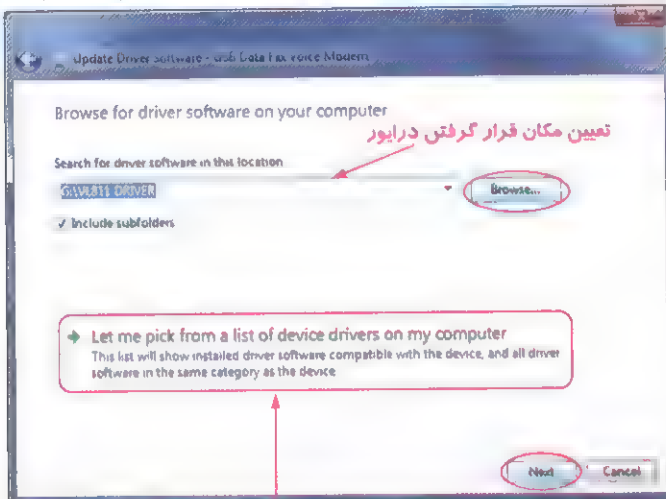 Update Driver Software - USB Data Fax Voice Modem
Browse for driver software on your computer
تعیین مکان قرار گرفتن درایور
Search for driver software in this location
G:\VL811 DRIVER
Browse...
Include subfolders
Let me pick from a list of device drivers on my computer
This list will show installed driver software compatible with the device, and all driver
software in the same category as the device
Next
Cancel